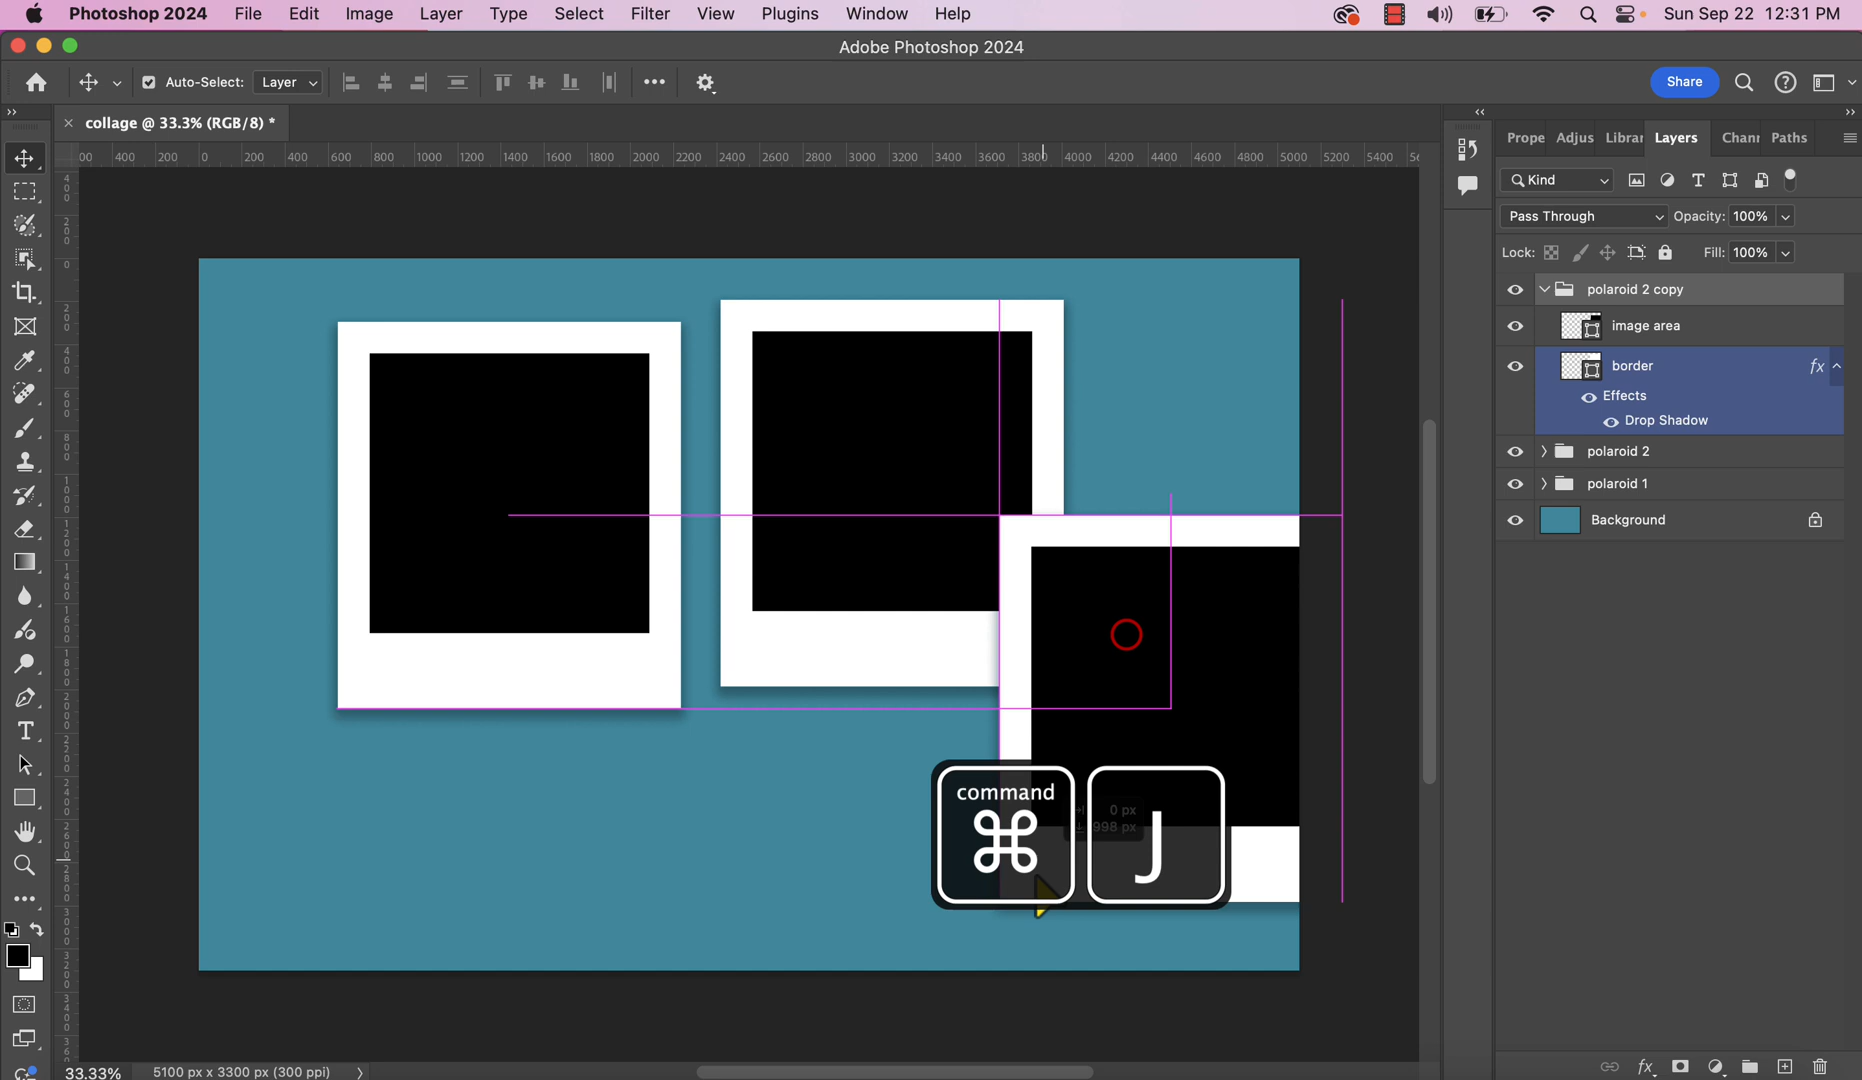 Photoshop 2024 File Edit Image Layer Type Select Filter View Plugins Window Help Sun Sep 22 12:31 PM
Adobe Photoshop 2024
Auto-Select: Layer Share
collage @ 33.3% (RGB/8) *
Prope Adjus Librar Layers Chann Paths
00 400 200 0 200 400 600 800 1000 1200 1400 1600 1800 2000 2200 2400 2600 2800 3000 3200 3400 3600 3800 4000 4200 4400 4600 4800 5000 5200 5400 5
Kind
Pass Through Opacity: 100%
Lock: Fill: 100%
polaroid 2 copy
image area
border fx
Effects
Drop Shadow
polaroid 2
polaroid 1
Background
command
⌘ J
0 px
998 px
33.33% 5100 px x 3300 px (300 ppi)
fx